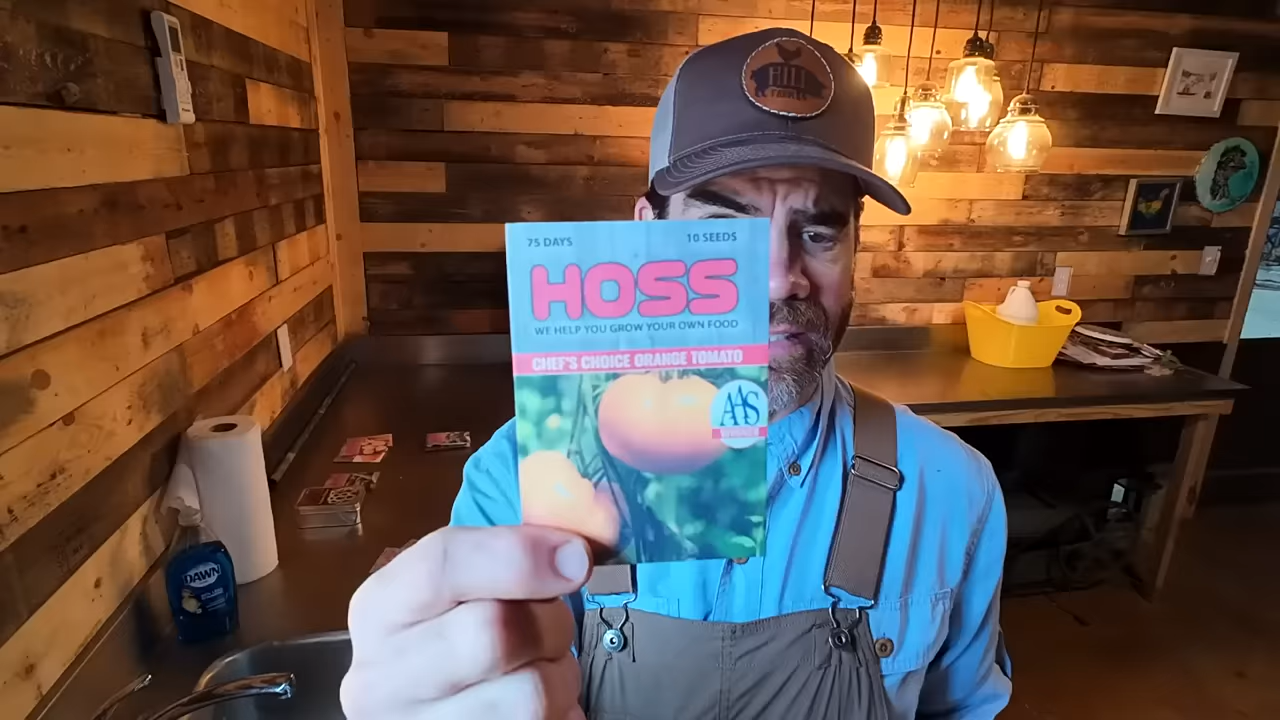 HILL
75 DAYS
10 SEEDS
HOSS
WE HELP YOU GROW YOUR OWN FOOD
CHEF'S CHOICE ORANGE TOMATO
AAS
WINNER
DAWN